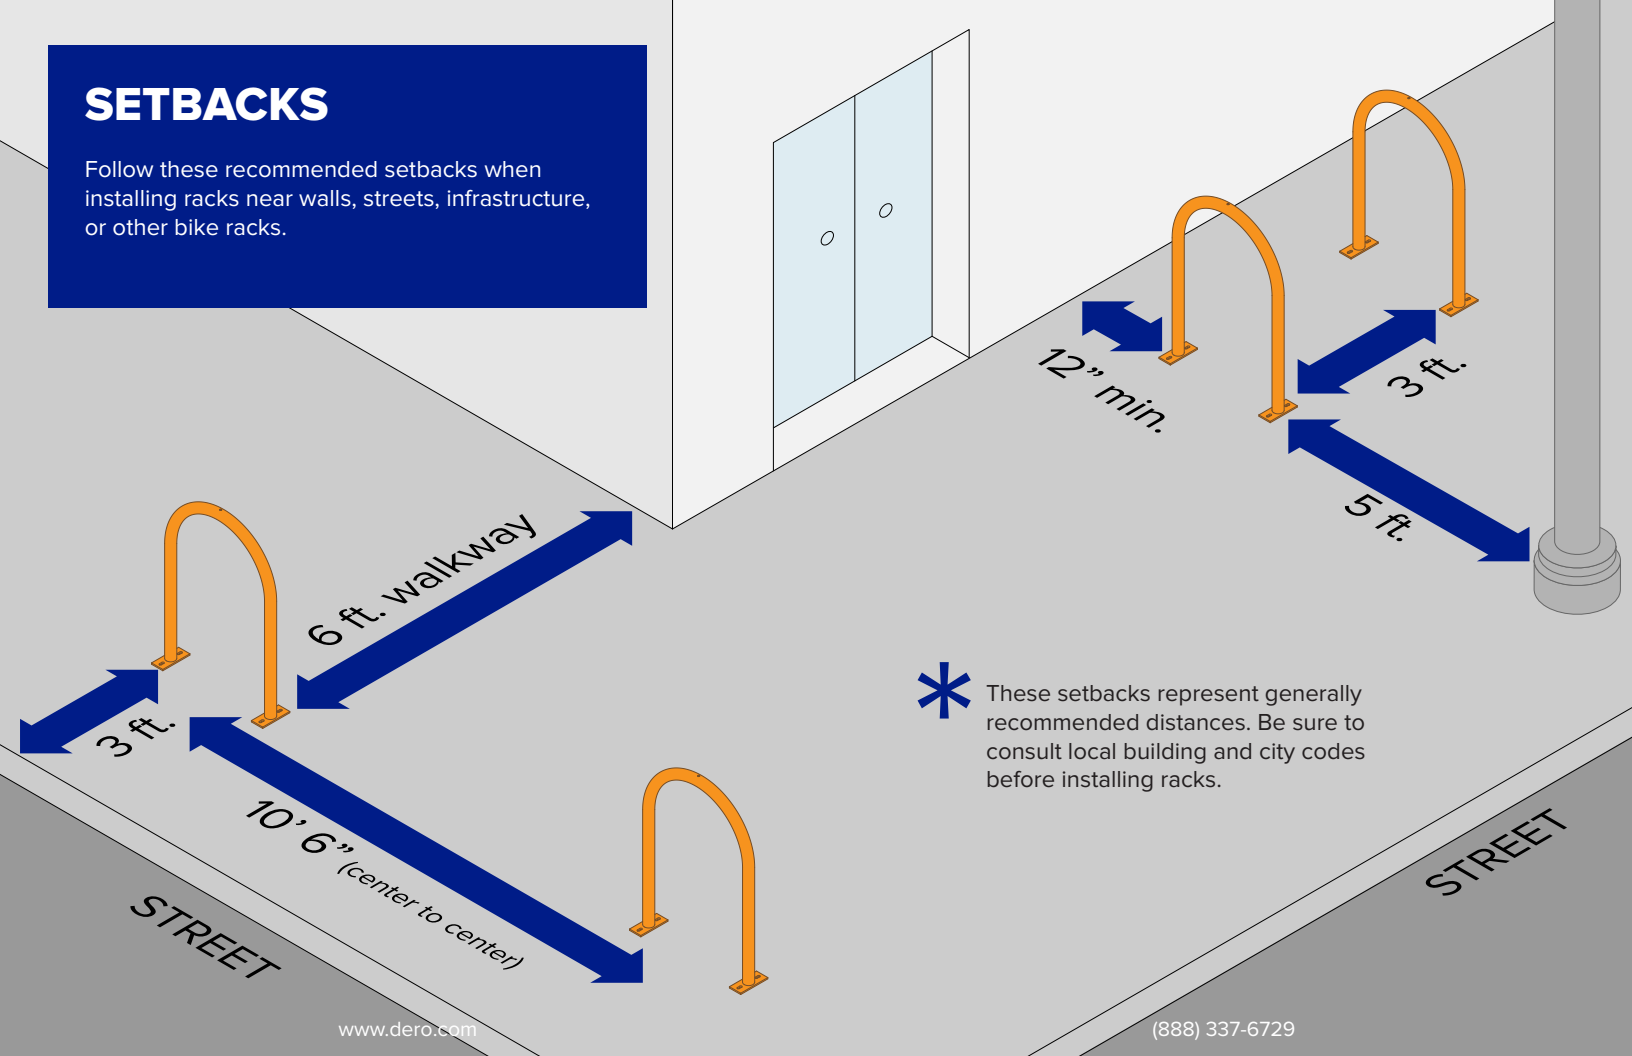 SETBACKS
Follow these recommended setbacks when
installing racks near walls, streets, infrastructure,
or other bike racks.
12” min.
3 ft.
5 ft.
6 ft. walkway
3 ft.
10’ 6” (center to center)
These setbacks represent generally
recommended distances. Be sure to
consult local building and city codes
before installing racks.
STREET
STREET
www.dero.com
(888) 337-6729